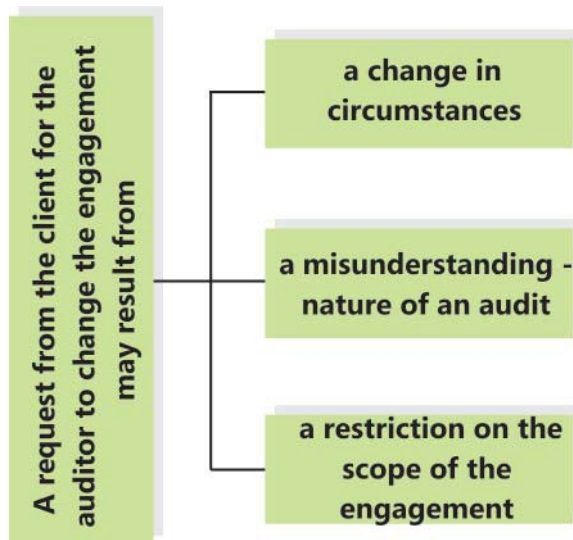 A request from the client for the
auditor to change the engagement
may result from
a change in
circumstances
a misunderstanding -
nature of an audit
a restriction on the
scope of the
engagement